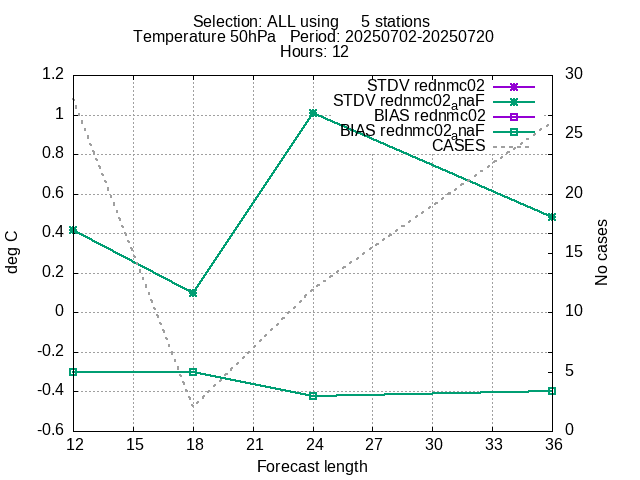 Selection: ALL using     5 stations
Temperature 50hPa   Period: 20250702-20250720
Hours: 12
1.2
1
0.8
0.6
0.4
0.2
0
-0.2
-0.4
-0.6
30
25
20
15
10
5
0
STDV rednmc02
STDV rednmc02anaF
BIAS rednmc02
BIAS rednmc02anaF
CASES
deg C
No cases
12 15 18 21 24 27 30 33 36
Forecast length